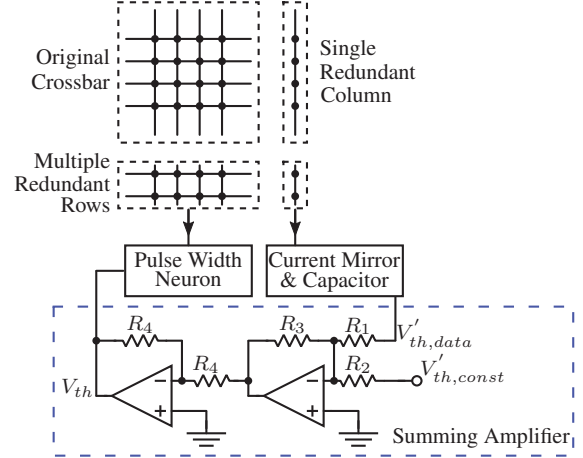 Original
Crossbar
Single
Redundant
Column
Multiple
Redundant
Rows
Pulse Width
Neuron
Current Mirror
& Capacitor
R4
R3
R1
V'th,data
R4
R2
V'th,const
Vth
−
+
−
+
Summing Amplifier